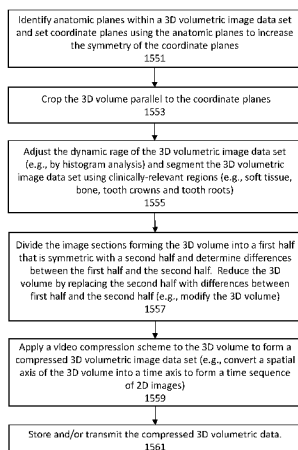 Identify anatomic planes within a 3D volumetric image data set
and set coordinate planes using the anatomic planes to increase
the symmetry of the coordinate planes
1551
Crop the 3D volume parallel to the coordinate planes
1553
Adjust the dynamic rage of the 3D volumetric image data set
(e.g., by histogram analysis) and segment the 3D volumetric
image data set using clinically-relevant regions (e.g., soft tissue,
bone, tooth crowns and tooth roots)
1555
Divide the image sections forming the 3D volume into a first half
that is symmetric with a second half and determine differences
between the first half and the second half. Reduce the 3D
volume by replacing the second half with differences between
first half and the second half (e.g., modify the 3D volume)
1557
Apply a video compression scheme to the 3D volume to form a
compressed 3D volumetric image data set (e.g., convert a spatial
axis of the 3D volume into a time axis to form a time sequence
of 2D images)
1559
Store and/or transmit the compressed 3D volumetric data.
1561